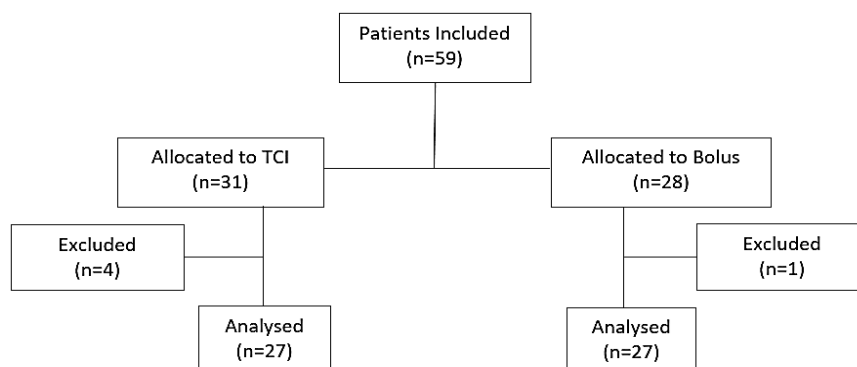 Patients Included
(n=59)
Allocated to TCI
(n=31)
Allocated to Bolus
(n=28)
Excluded
(n=4)
Excluded
(n=1)
Analysed
(n=27)
Analysed
(n=27)